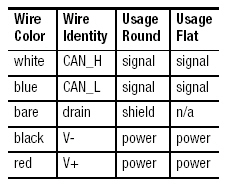 Wire Wire Usage Usage
Color Identity Round Flat
white CAN_H signal signal
blue CAN_L signal signal
bare drain shield n/a
black V- power power
red V+ power power